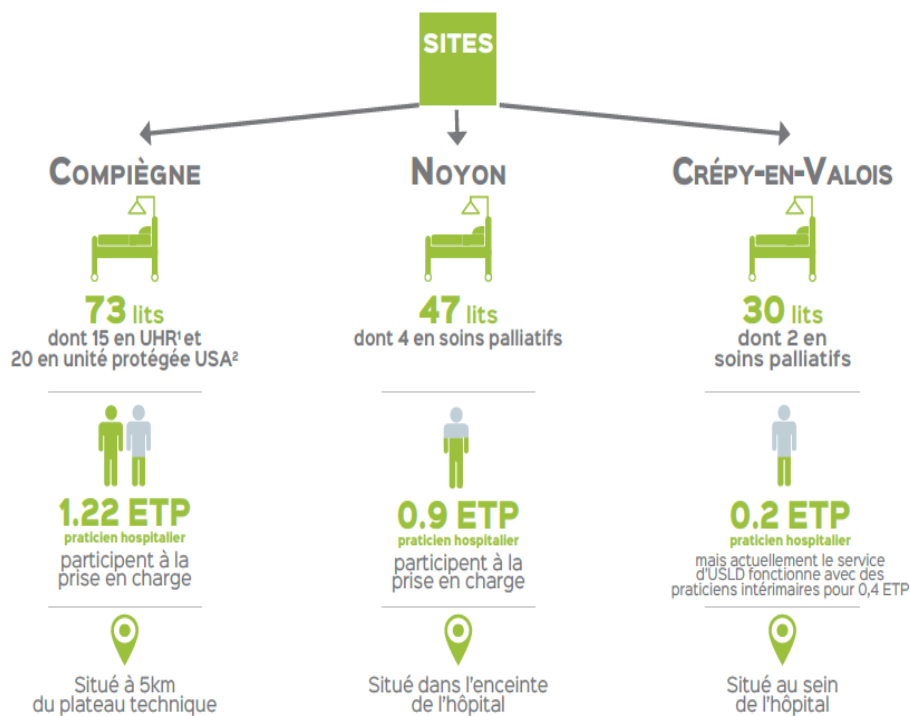 SITES
COMPIÈGNE
73 lits
dont 15 en UHR¹ et
20 en unité protégée USA²
1.22 ETP
praticien hospitalier
participent à la
prise en charge
Situé à 5km
du plateau technique
NOYON
47 lits
dont 4 en soins palliatifs
0.9 ETP
praticien hospitalier
participent à la
prise en charge
Situé dans l'enceinte
de l'hôpital
CRÉPY-EN-VALOIS
30 lits
dont 2 en
soins palliatifs
0.2 ETP
praticien hospitalier
mais actuellement le service
d'USLD fonctionne avec des
praticiens intérimaires pour 0,4 ETP
Situé au sein
de l'hôpital